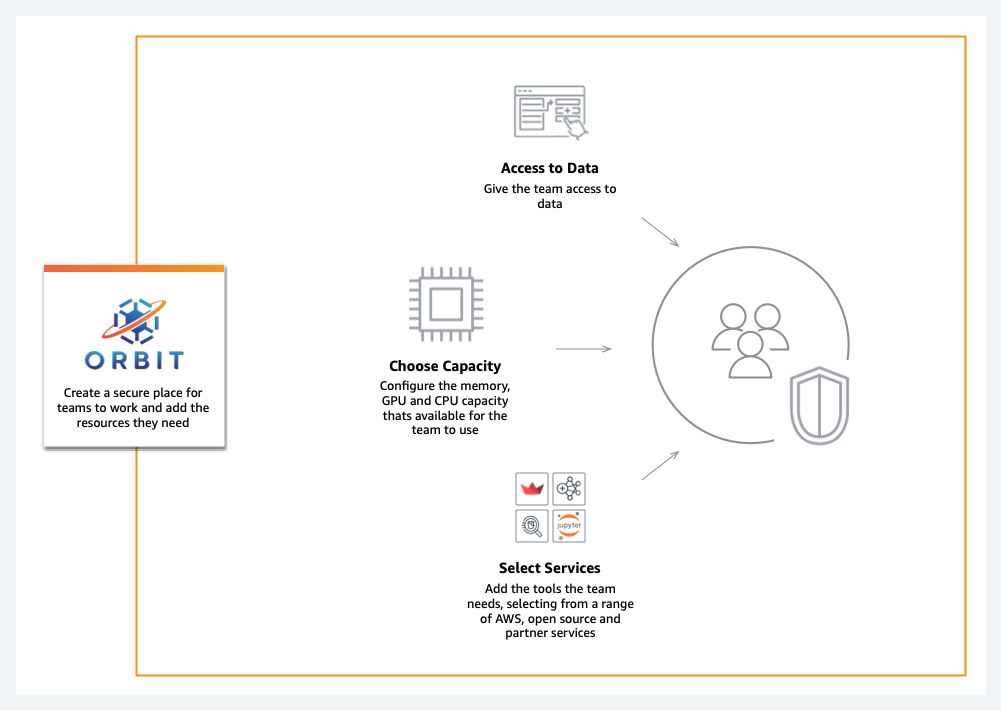 Access to Data
Give the team access to
data
ORBIT
Create a secure place for
teams to work and add the
resources they need
Choose Capacity
Configure the memory,
GPU and CPU capacity
thats available for the
team to use
jupyter
Select Services
Add the tools the team
needs, selecting from a range
of AWS, open source and
partner services